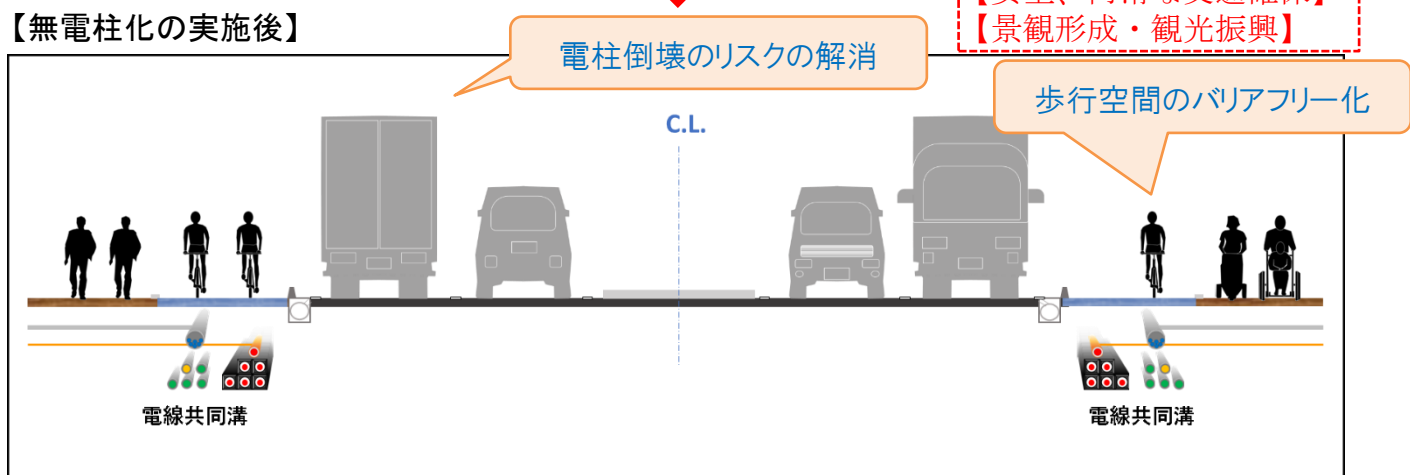 【無電柱化の実施後】
【景観形成・観光振興】
電柱倒壊のリスクの解消
歩行空間のバリアフリー化
C.L.
電線共同溝
電線共同溝